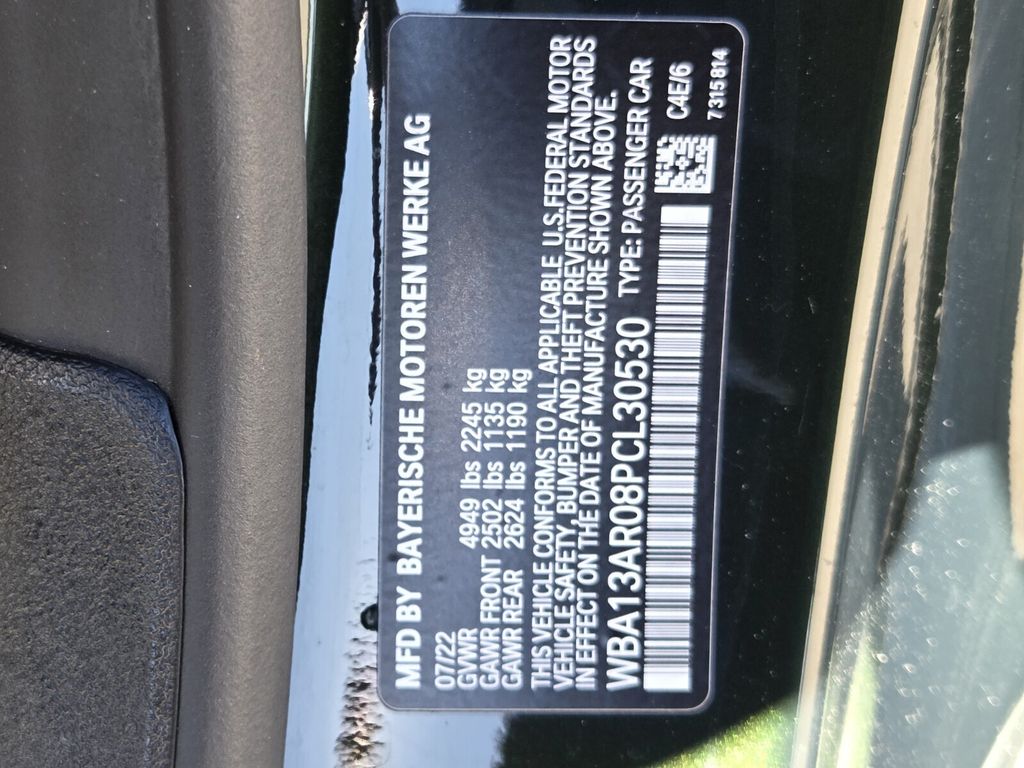 MFD BY BAYERISCHE MOTOREN WERKE AG
07/22
GVWR 4949 lbs 2245 kg
GAWR FRONT 2502 lbs 1135 kg
GAWR REAR 2624 lbs 1190 kg
THIS VEHICLE CONFORMS TO ALL APPLICABLE U.S.FEDERAL MOTOR
VEHICLE SAFETY, BUMPER AND THEFT PREVENTION STANDARDS
IN EFFECT ON THE DATE OF MANUFACTURE SHOWN ABOVE.
WBA13AR08PCL30530 TYPE: PASSENGER CAR
C4E/6
7315814